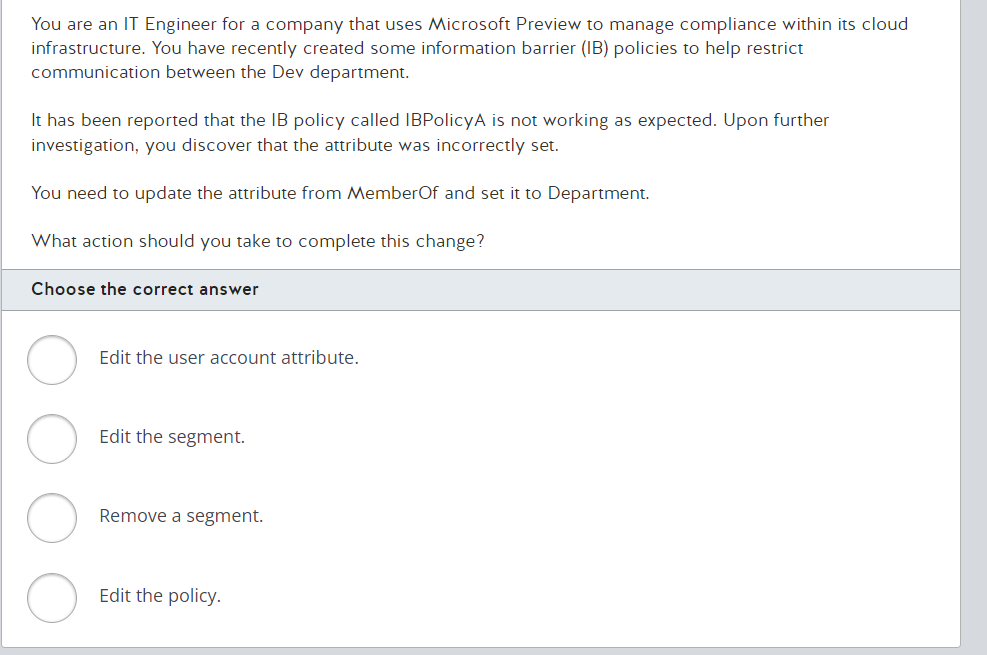 You are an IT Engineer for a company that uses Microsoft Preview to manage compliance within its cloud
infrastructure. You have recently created some information barrier (IB) policies to help restrict
communication between the Dev department.
It has been reported that the IB policy called IBPolicyA is not working as expected. Upon further
investigation, you discover that the attribute was incorrectly set.
You need to update the attribute from MemberOf and set it to Department.
What action should you take to complete this change?
Choose the correct answer
Edit the user account attribute.
Edit the segment.
Remove a segment.
Edit the policy.